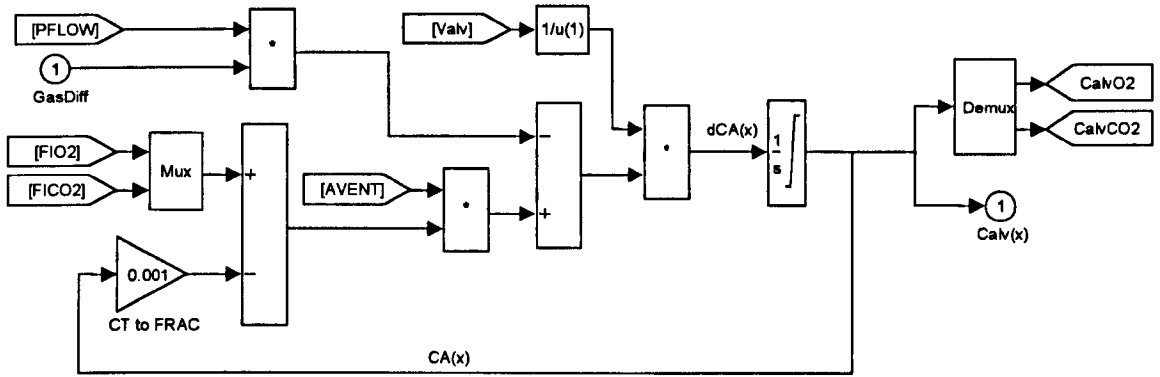 [PFLOW]
*
1
GasDiff
[Valv]
1/u(1)
[FIO2]
[FICO2]
Mux
+
−
[AVENT]
*
−
+
*
dCA(x)
1
s
Demux
CalvO2
CalvCO2
1
Calv(x)
0.001
CT to FRAC
CA(x)